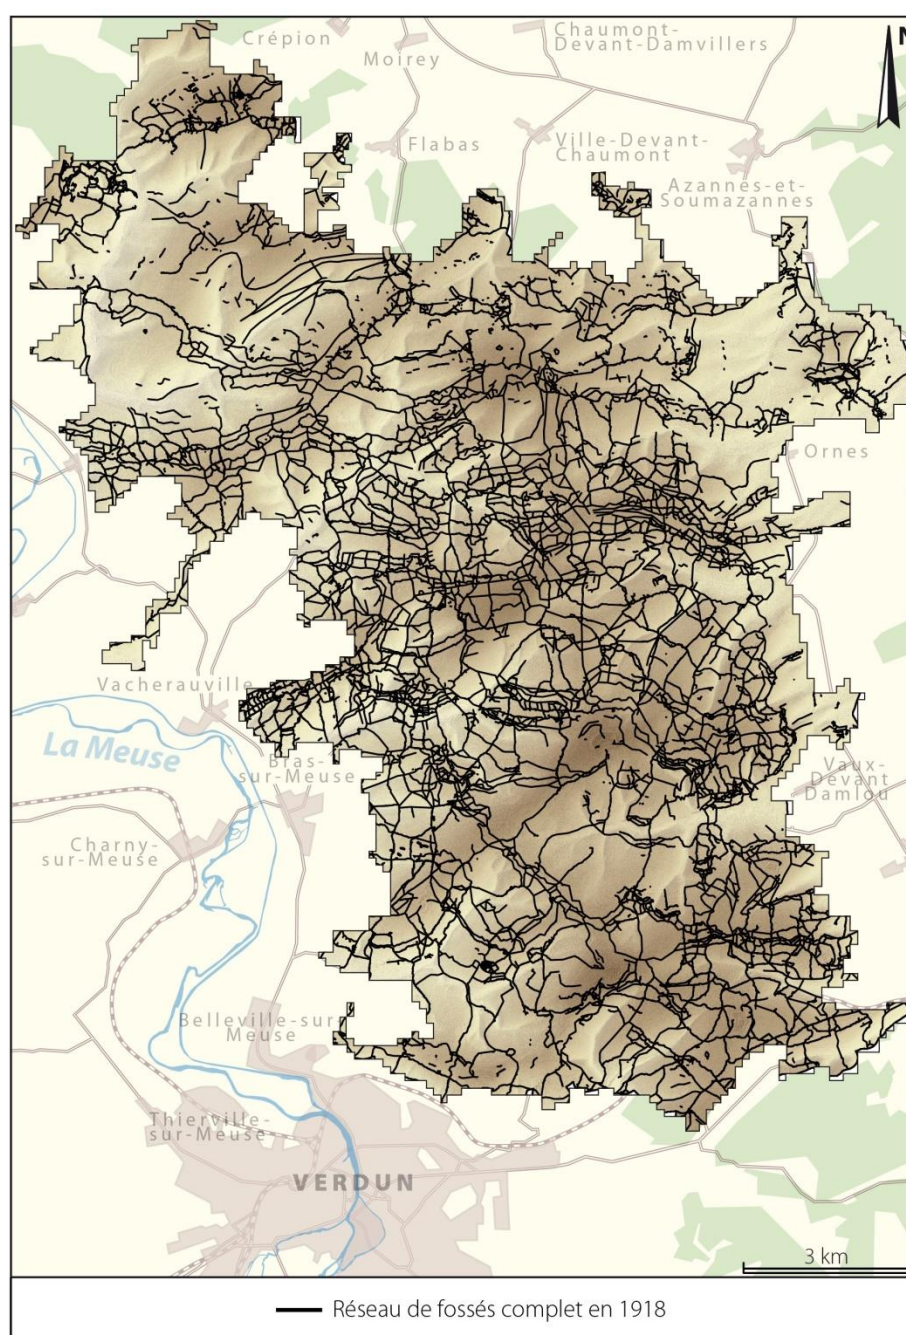 Crépion
Moirey
Chaumont-
Devant-Damvillers
N
Flabas
Ville-Devant-
Chaumont
Azannes-et-
Soumazannes
Ornes
Vacherauville
La Meuse
Bras-
sur-Meuse
Vaux-
Devant
Damlou
Charny-
sur-Meuse
Belleville-sur-
Meuse
Thierville-
sur-Meuse
VERDUN
3 km
Réseau de fossés complet en 1918